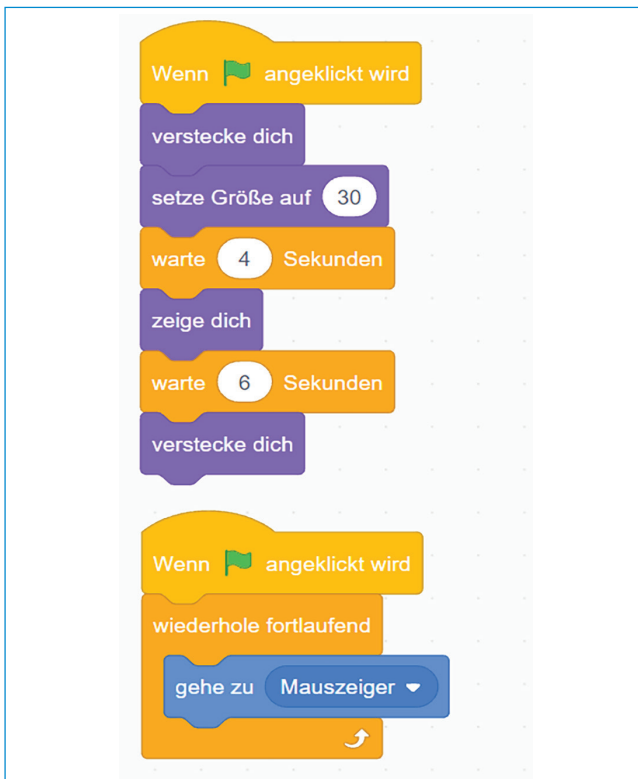 Wenn angeklickt wird
verstecke dich
setze Größe auf 30
warte 4 Sekunden
zeige dich
warte 6 Sekunden
verstecke dich
Wenn angeklickt wird
wiederhole fortlaufend
gehe zu Mauszeiger